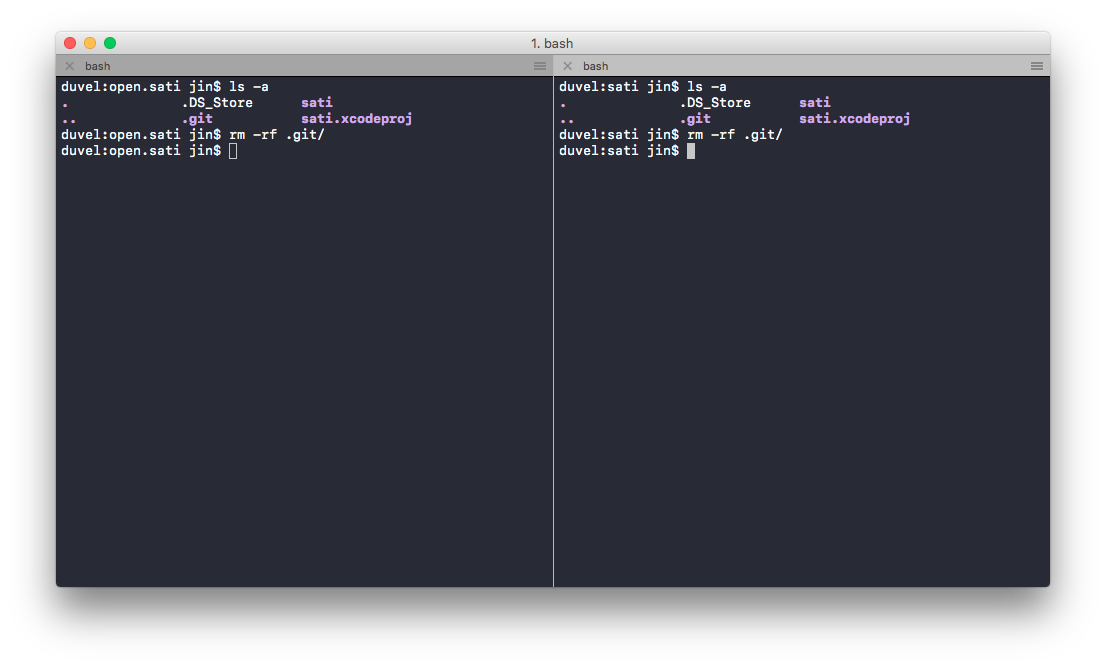 1. bash
bash
duvel:open.sati jin$ ls -a
. .DS_Store sati
.. .git sati.xcodeproj
duvel:open.sati jin$ rm -rf .git/
duvel:open.sati jin$
bash
duvel:sati jin$ ls -a
. .DS_Store sati
.. .git sati.xcodeproj
duvel:sati jin$ rm -rf .git/
duvel:sati jin$